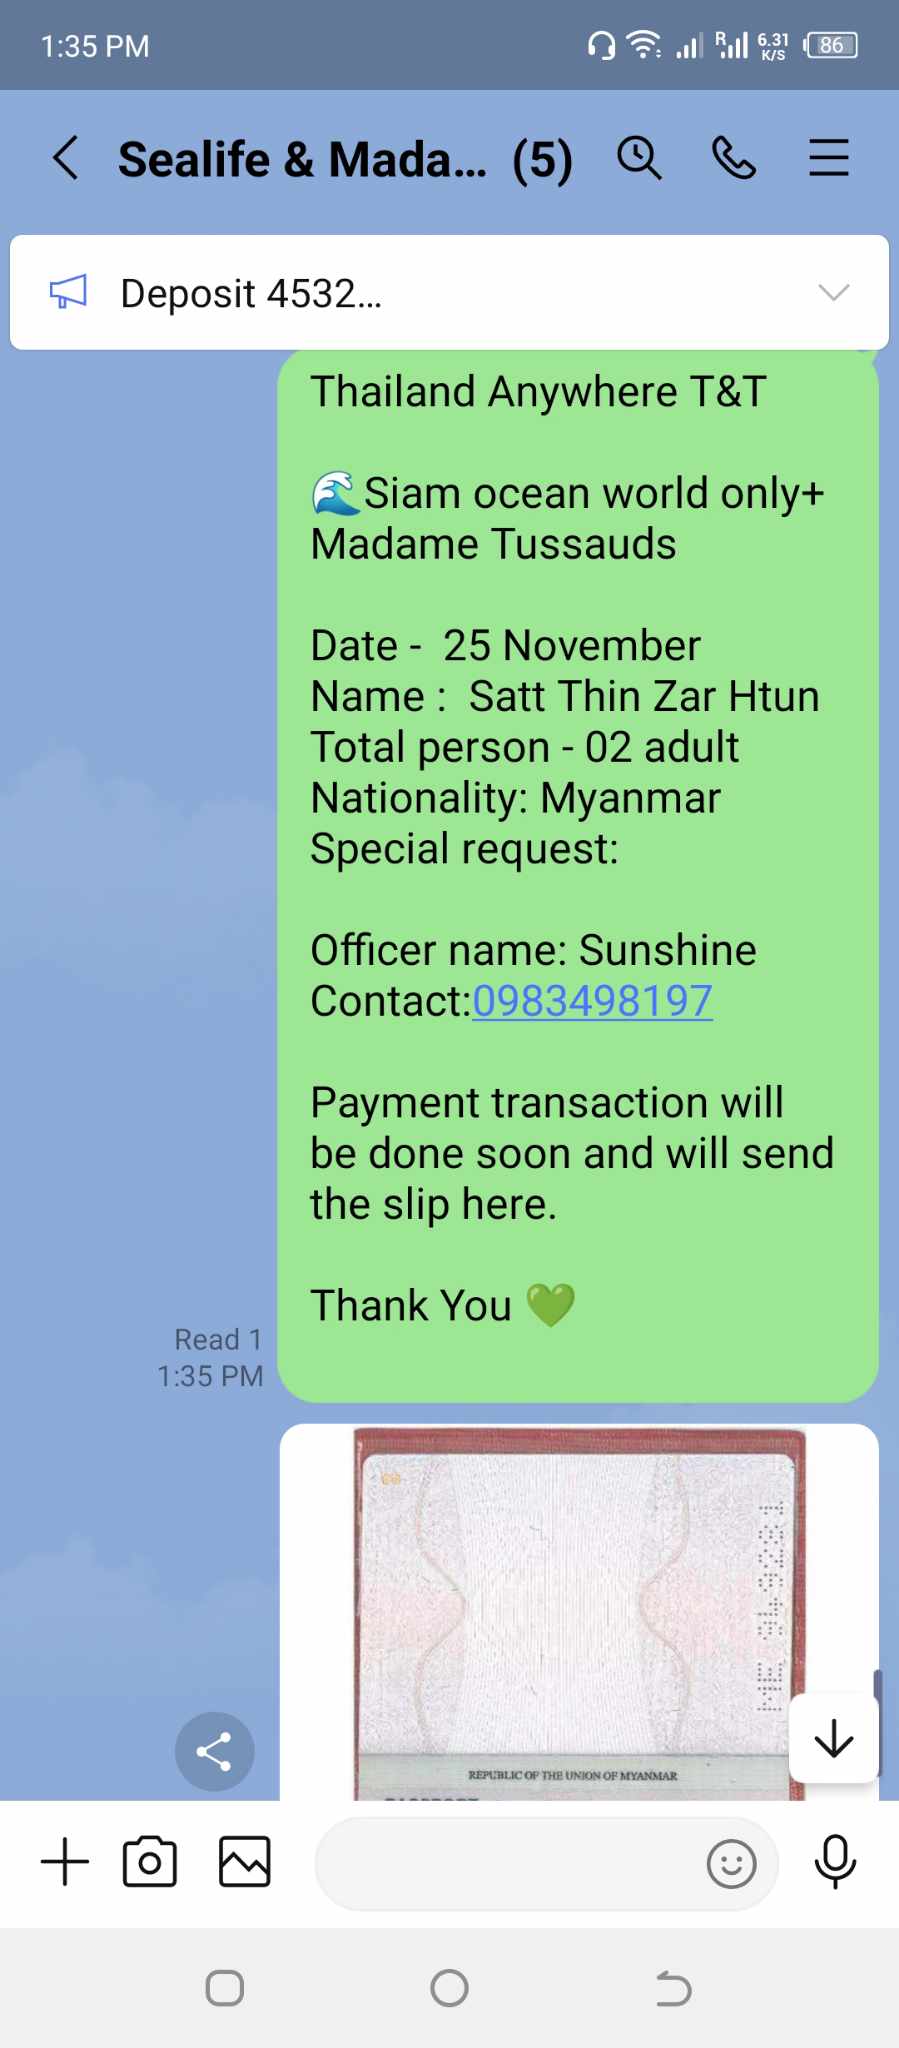 1:35 PM
R 6.31 K/S 86
Sealife & Mada... (5)
Deposit 4532...
Thailand Anywhere T&T
🌊Siam ocean world only+
Madame Tussauds
Date -  25 November
Name :  Satt Thin Zar Htun
Total person - 02 adult
Nationality: Myanmar
Special request:
Officer name: Sunshine
Contact:0983498197
Payment transaction will
be done soon and will send
the slip here.
Thank You 💚
Read 1
1:35 PM
REPUBLIC OF THE UNION OF MYANMAR